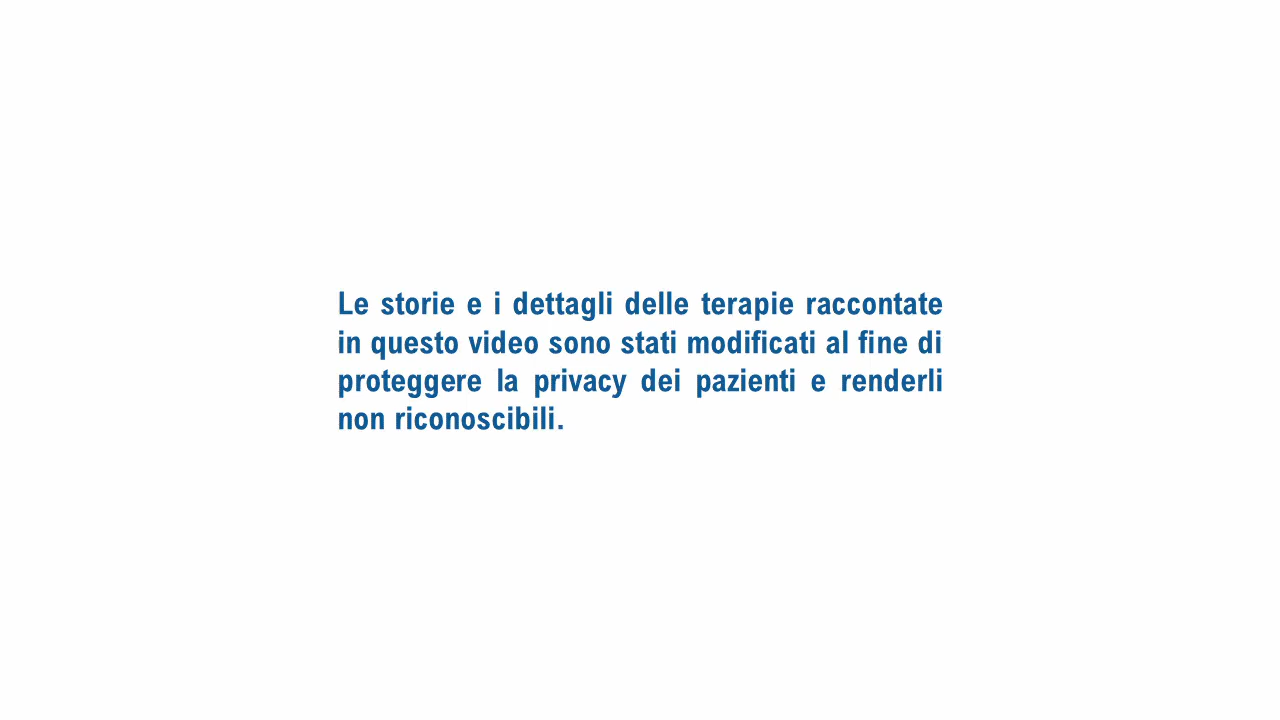 Le storie e i dettagli delle terapie raccontate
in questo video sono stati modificati al fine di
proteggere la privacy dei pazienti e renderli
non riconoscibili.